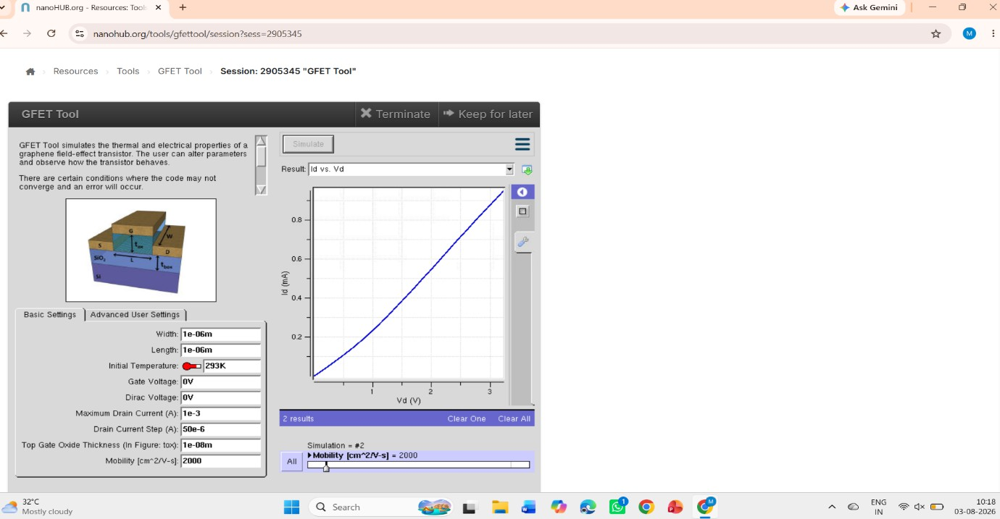 nanoHUB.org - Resources: Tools
Ask Gemini
nanohub.org/tools/gfettool/session?sess=2905345
M
Resources
Tools
GFET Tool
Session: 2905345 "GFET Tool"
GFET Tool
Terminate
Keep for later
GFET Tool simulates the thermal and electrical properties of a
graphene field-effect transistor. The user can alter parameters
and observe how the transistor behaves.
There are certain conditions where the code may not
converge and an error will occur.
G
W
S
tox
D
SiO2
L
tbox
Si
Basic Settings
Advanced User Settings
Width: 1e-06m
Length: 1e-06m
Initial Temperature: 293K
Gate Voltage: 0V
Dirac Voltage: 0V
Maximum Drain Current (A): 1e-3
Drain Current Step (A): 50e-6
Top Gate Oxide Thickness (In Figure: tox): 1e-08m
Mobility [cm^2/V-s]: 2000
Simulate
Result: Id vs. Vd
Id (mA)
0.8
0.6
0.4
0.2
1 2 3
Vd (V)
2 results Clear One Clear All
Simulation = #2
All
Mobility [cm^2/V-s] = 2000
32°C
Mostly cloudy
Search
1
M
ENG
IN
10:18
03-08-2026